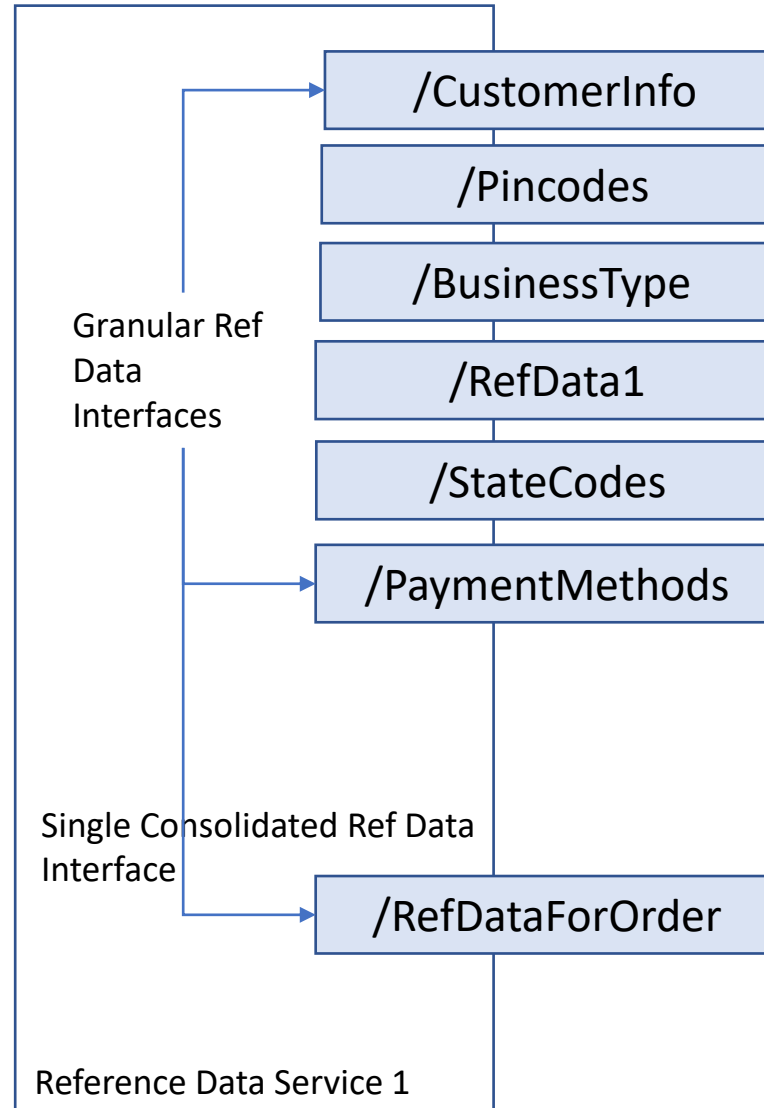 /CustomerInfo
/Pincodes
/BusinessType
Granular Ref
Data
Interfaces
/RefData1
/StateCodes
/PaymentMethods
Single Consolidated Ref Data
Interface
/RefDataForOrder
Reference Data Service 1